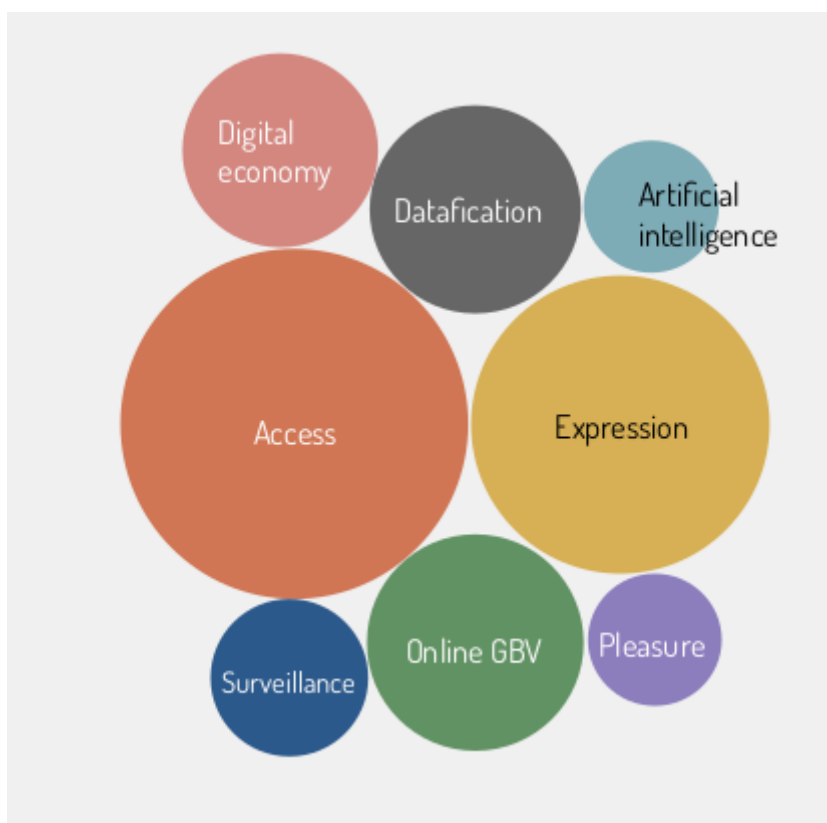 Digital
economy
Datafication
Artificial
intelligence
Access
Expression
Surveillance
Online GBV
Pleasure